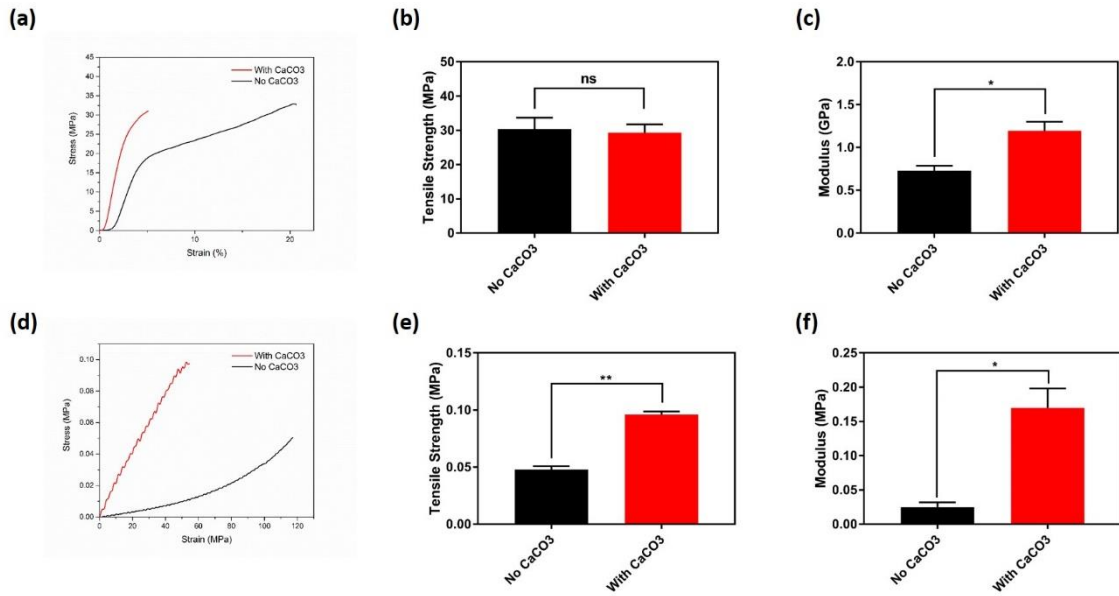 (a)
45
40
35
30
25
20
15
10
5
0
Stress (MPa)
With CaCO3
No CaCO3
0 10 20
Strain (%)
(b)
50
40
30
20
10
0
Tensile Strength (MPa)
ns
No CaCO3
With CaCO3
(c)
2.0
1.5
1.0
0.5
0.0
Modulus (GPa)
*
No CaCO3
With CaCO3
(d)
0.10
0.08
0.06
0.04
0.02
0.00
Stress (MPa)
With CaCO3
No CaCO3
0 20 40 60 80 100 120
Strain (MPa)
(e)
0.15
0.10
0.05
0.00
Tensile Strength (MPa)
**
No CaCO3
With CaCO3
(f)
0.25
0.20
0.15
0.10
0.05
0.00
Modulus (MPa)
*
No CaCO3
With CaCO3